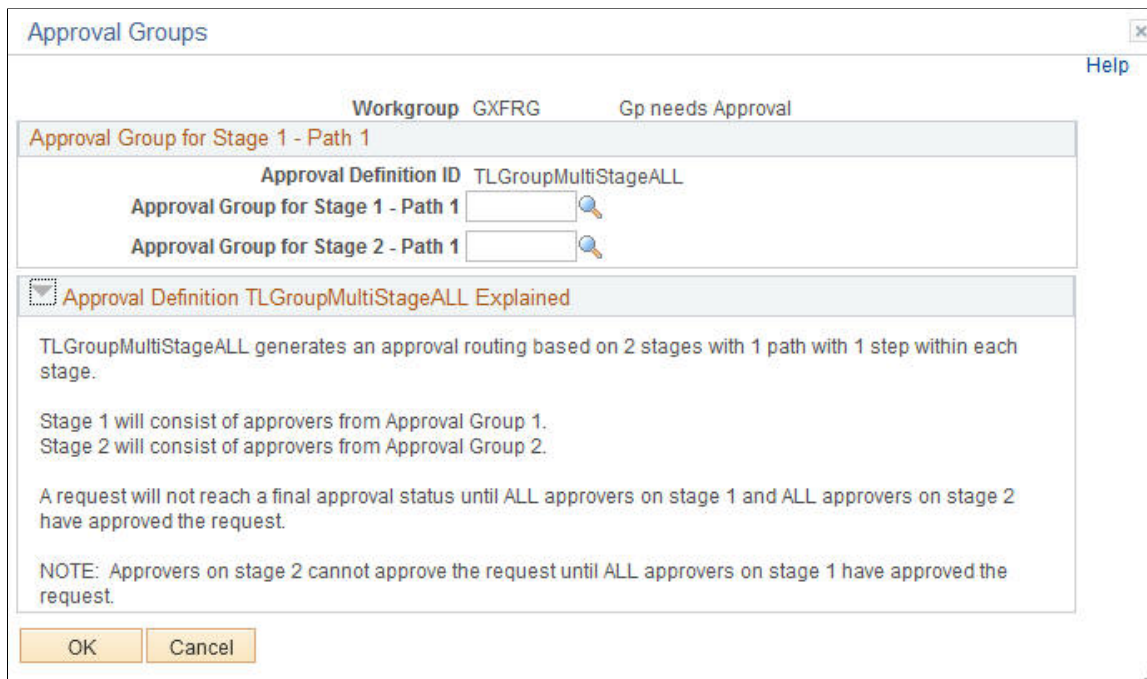 Approval Groups
Help
Workgroup GXFRG Gp needs Approval
Approval Group for Stage 1 - Path 1
Approval Definition ID TLGroupMultiStageALL
Approval Group for Stage 1 - Path 1
Approval Group for Stage 2 - Path 1
Approval Definition TLGroupMultiStageALL Explained
TLGroupMultiStageALL generates an approval routing based on 2 stages with 1 path with 1 step within each
stage.
Stage 1 will consist of approvers from Approval Group 1.
Stage 2 will consist of approvers from Approval Group 2.
A request will not reach a final approval status until ALL approvers on stage 1 and ALL approvers on stage 2
have approved the request.
NOTE: Approvers on stage 2 cannot approve the request until ALL approvers on stage 1 have approved the
request.
OK Cancel